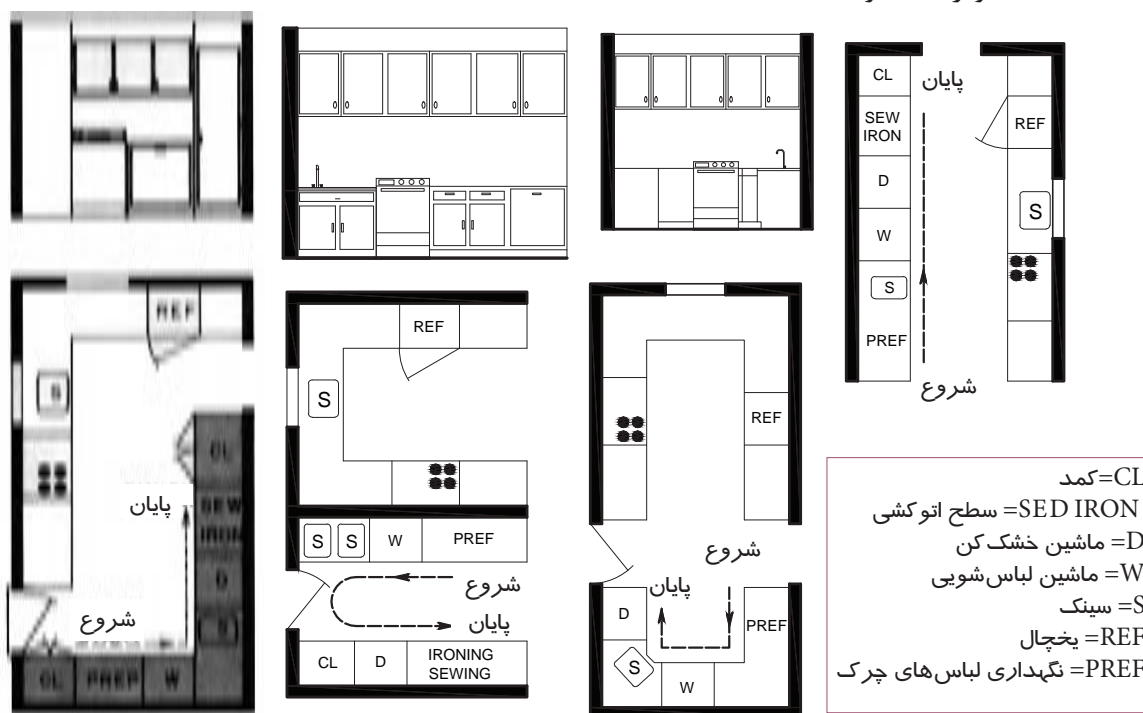 CL
SEW
IRON
D
W
S
PREF
پایان
شروع
REF
S
REF
S
CL
SEW
IRON
D
S
پایان
شروع
CL
PREP
W
REF
S
S
S
W
PREF
شروع
پایان
CL
D
IRONING
SEWING
REF
شروع
پایان
D
S
W
PREF
CL=کمد
SED IRON= سطح اتوکشی
D= ماشین خشک‌کن
W= ماشین لباس‌شویی
S= سینک
REF= یخچال
PREF= نگهداری لباس‌های چرک